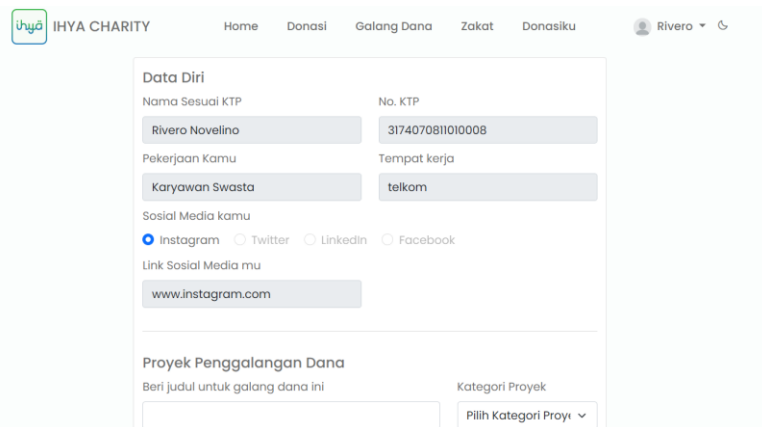 ihyā IHYA CHARITY Home Donasi Galang Dana Zakat Donasiku Rivero
Data Diri
Nama Sesuai KTP No. KTP
Rivero Novelino 3174070811010008
Pekerjaan Kamu Tempat kerja
Karyawan Swasta telkom
Sosial Media kamu
Instagram Twitter LinkedIn Facebook
Link Sosial Media mu
www.instagram.com
Proyek Penggalangan Dana
Beri judul untuk galang dana ini Kategori Proyek
Pilih Kategori Proye